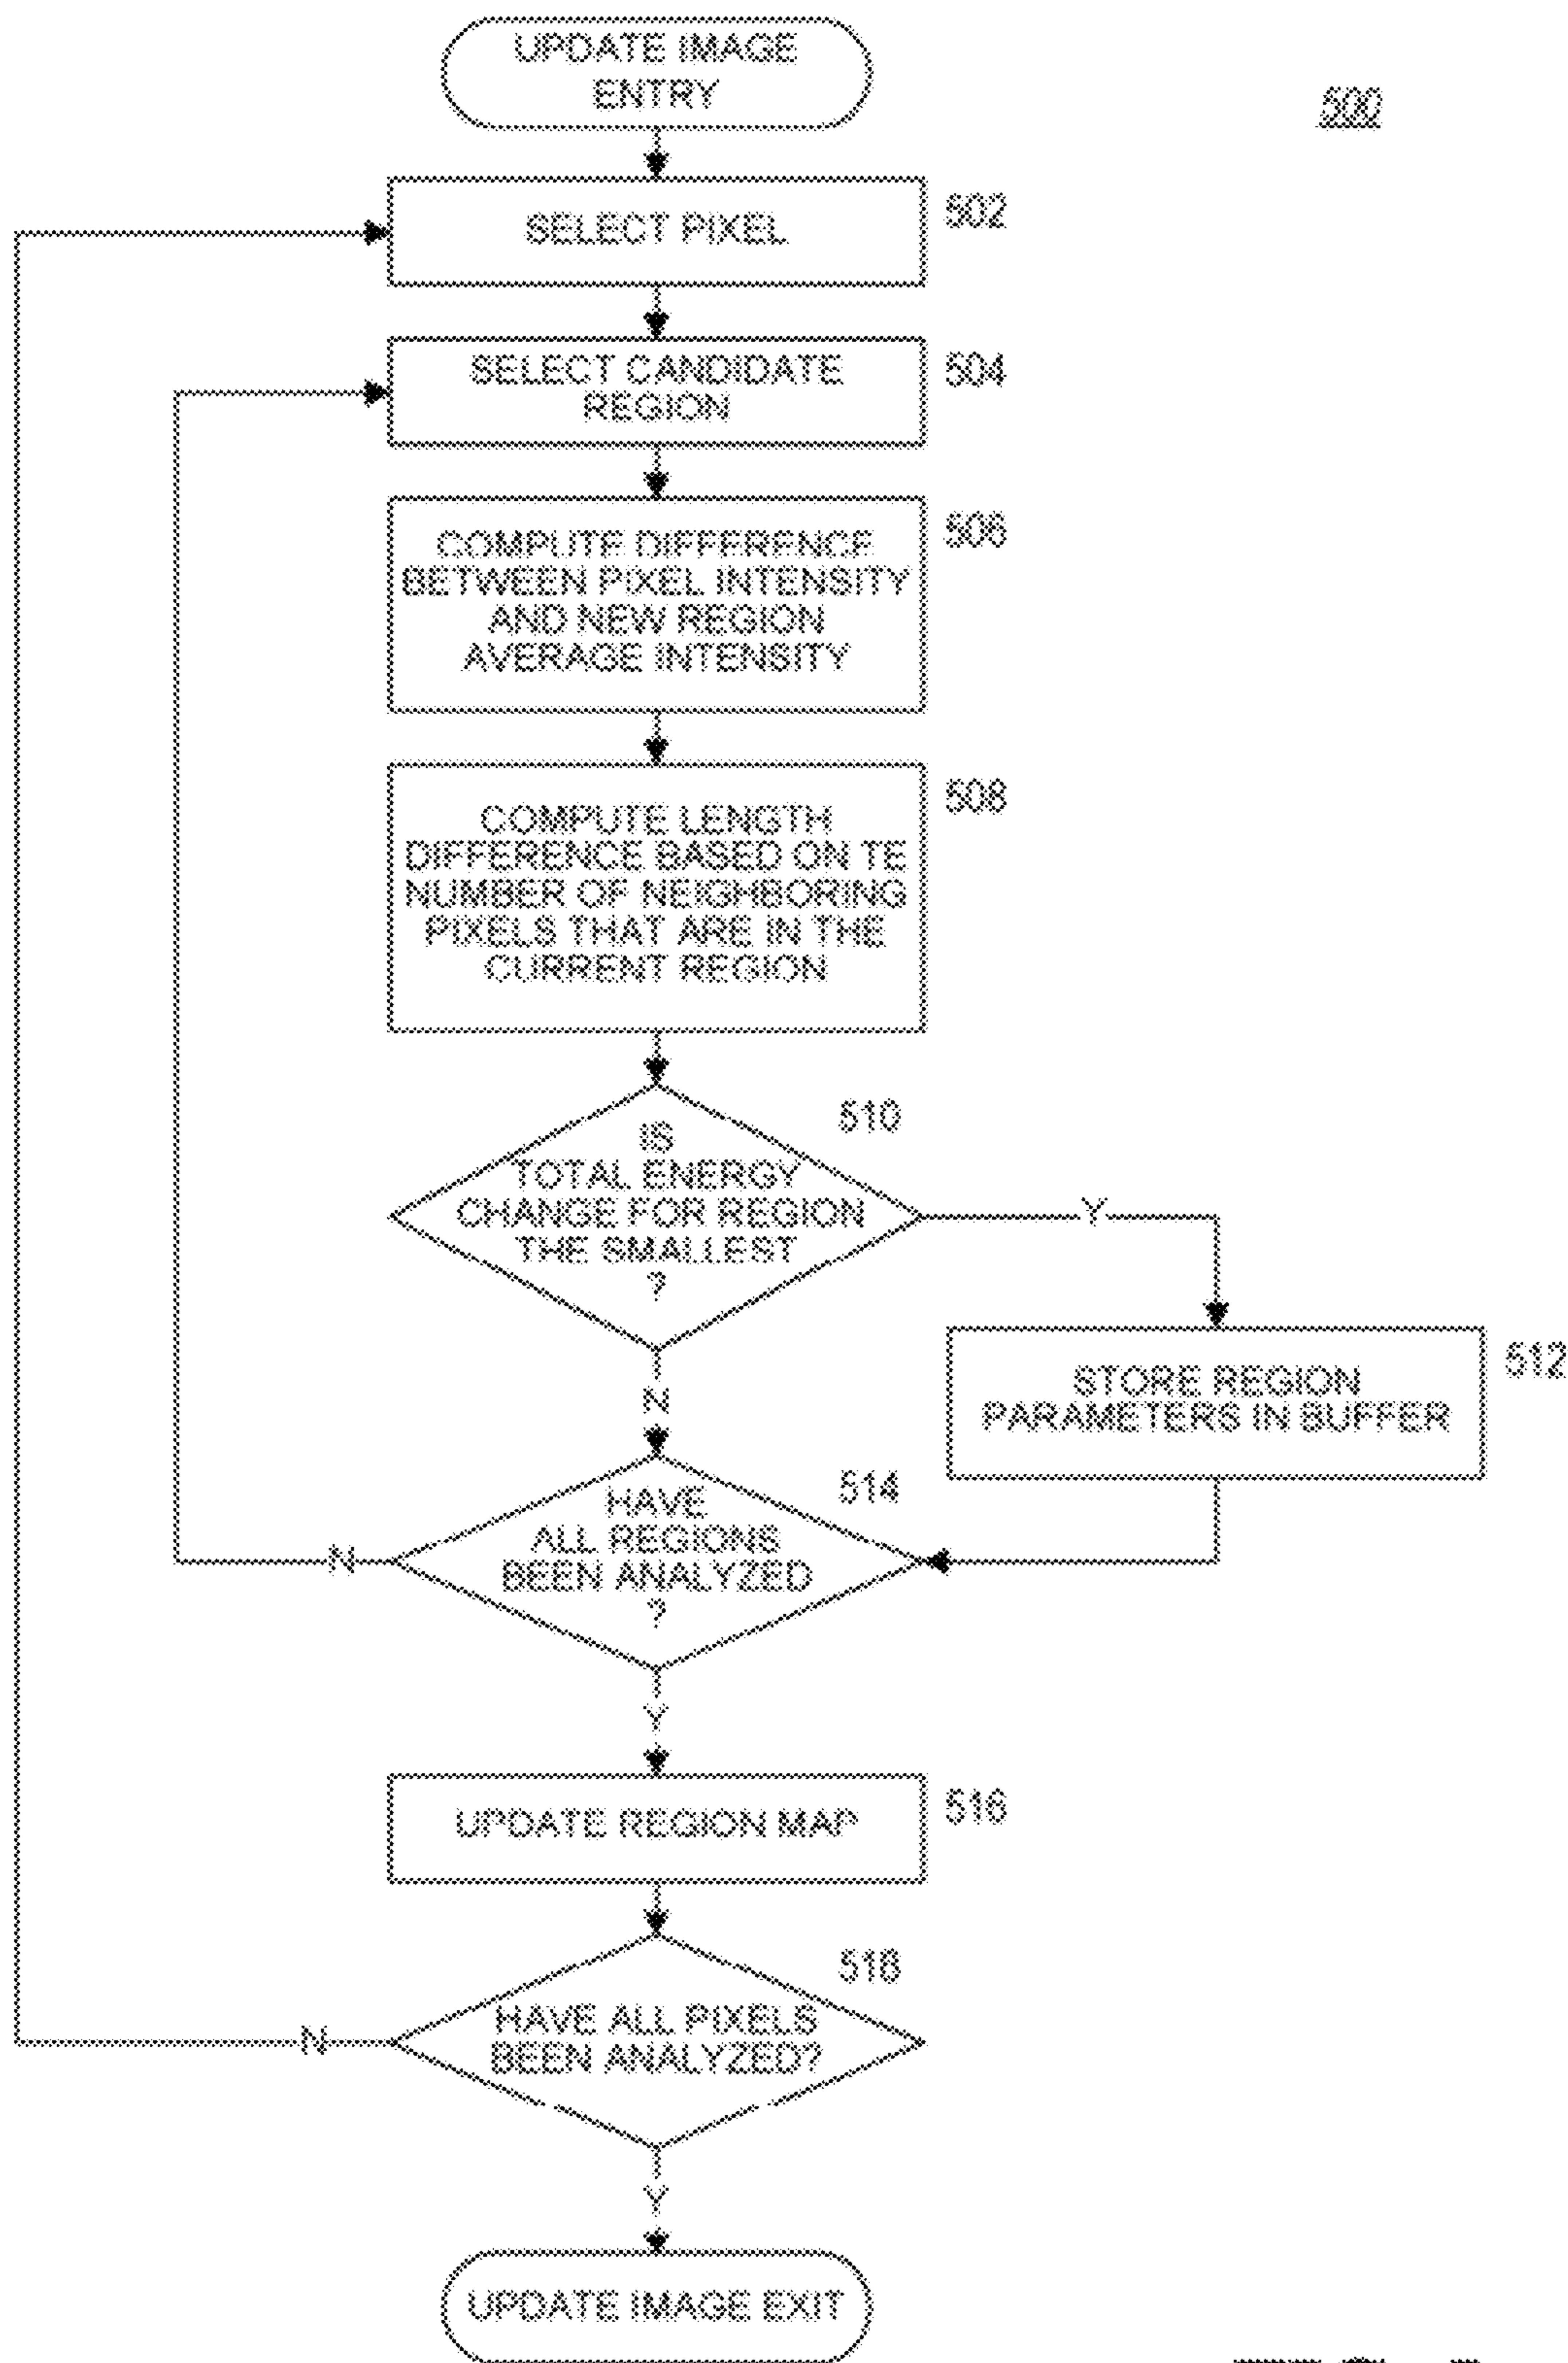 UPDATE IMAGE
ENTRY
500
SELECT PIXEL
502
SELECT CANDIDATE
REGION
504
COMPUTE DIFFERENCE
BETWEEN PIXEL INTENSITY
AND NEW REGION
AVERAGE INTENSITY
506
COMPUTE LENGTH
DIFFERENCE BASED ON TE
NUMBER OF NEIGHBORING
PIXELS THAT ARE IN THE
CURRENT REGION
508
IS
TOTAL ENERGY
CHANGE FOR REGION
THE SMALLEST
?
510
Y
N
STORE REGION
PARAMETERS IN BUFFER
512
HAVE
ALL REGIONS
BEEN ANALYZED
?
514
N
Y
UPDATE REGION MAP
516
HAVE ALL PIXELS
BEEN ANALYZED?
518
N
Y
UPDATE IMAGE EXIT